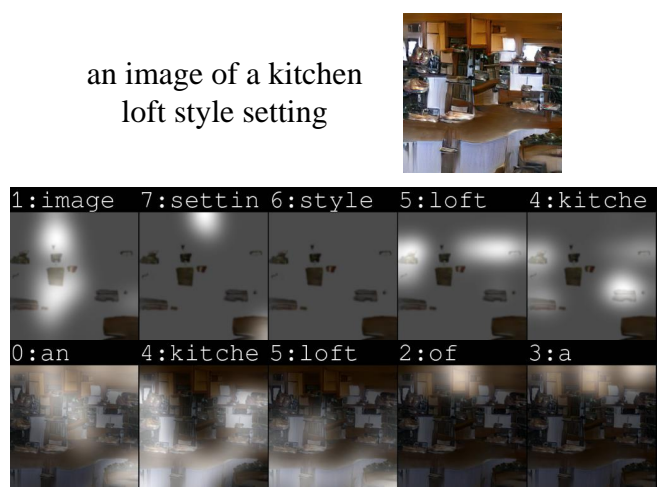 an image of a kitchen
loft style setting
1:image 7:settin 6:style 5:loft 4:kitche
0:an 4:kitche 5:loft 2:of 3:a